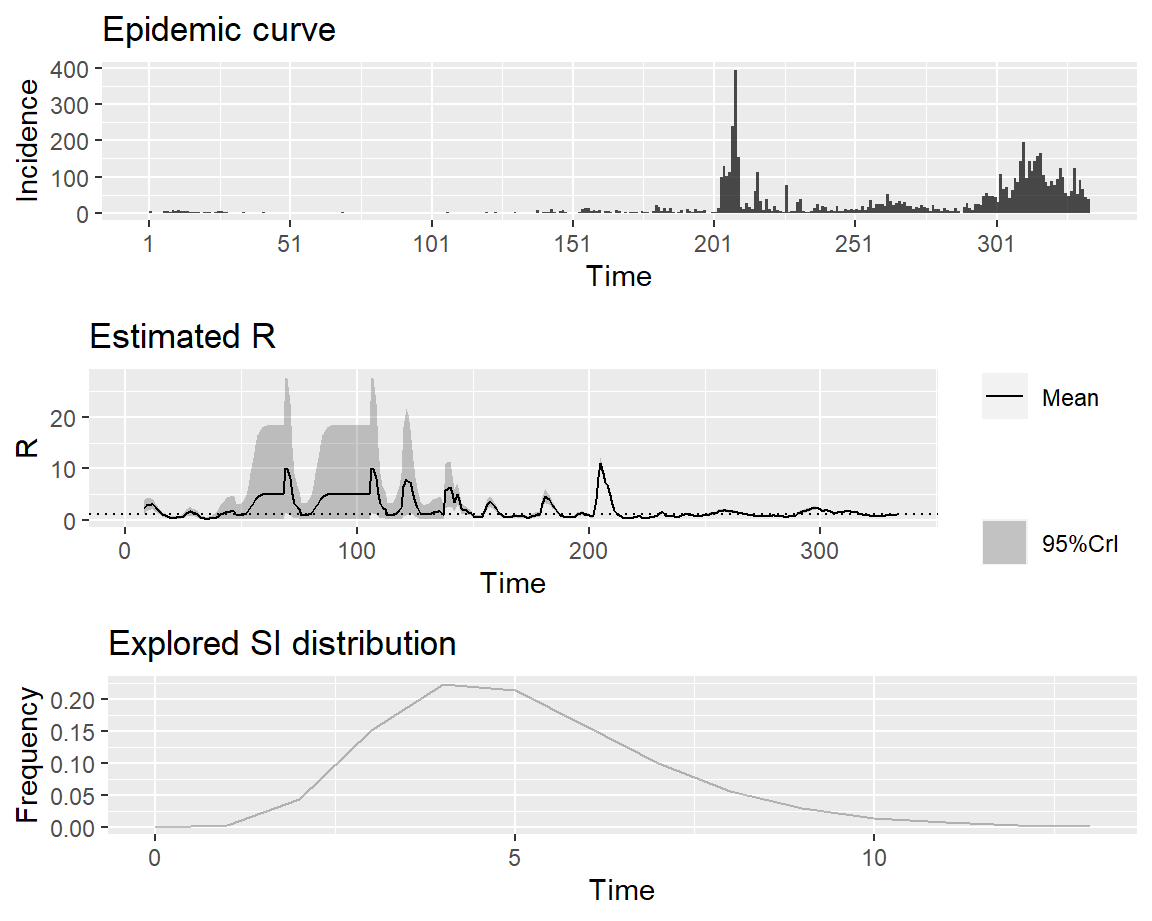 Epidemic curve
400
300
200
100
0
Incidence
1 51 101 151 201 251 301
Time
Estimated R
20
10
0
R
0 100 200 300
Time
Mean
95%CrI
Explored SI distribution
0.20
0.15
0.10
0.05
0.00
Frequency
0 5 10
Time